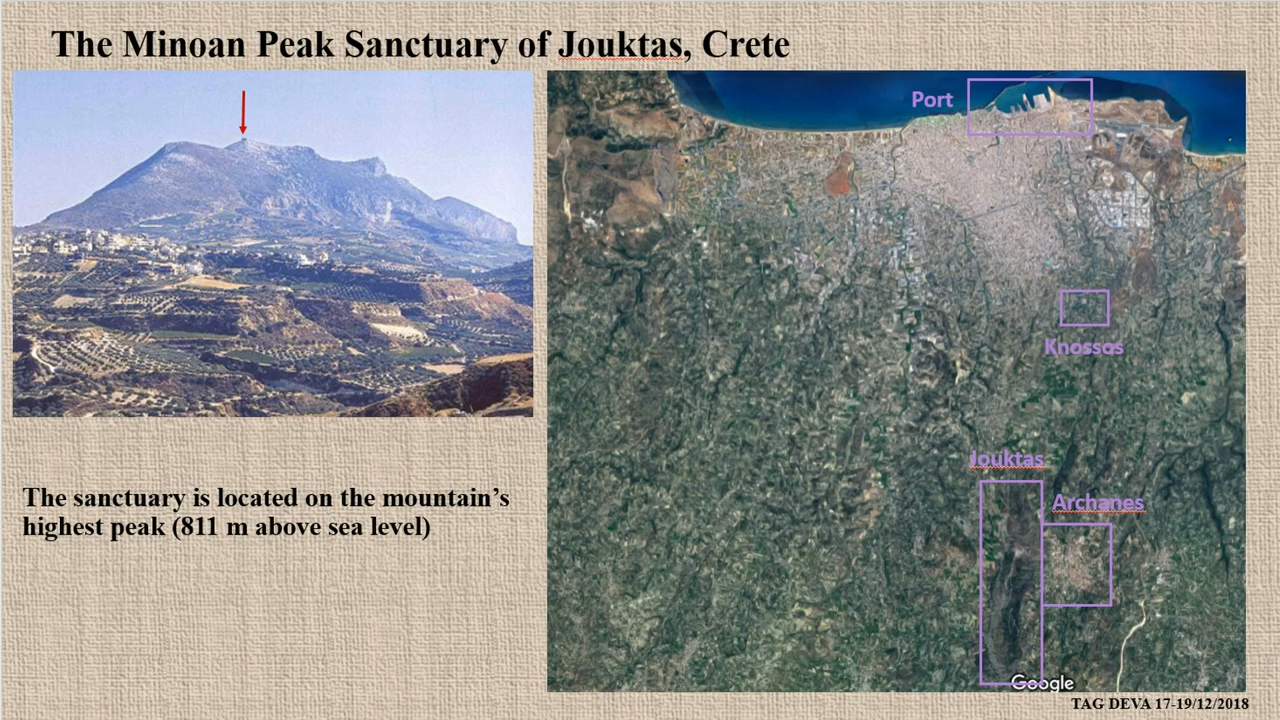 The Minoan Peak Sanctuary of Jouktas, Crete
Port
Knossos
Jouktas
Archanes
The sanctuary is located on the mountain’s
highest peak (811 m above sea level)
Google
TAG DEVA 17-19/12/2018